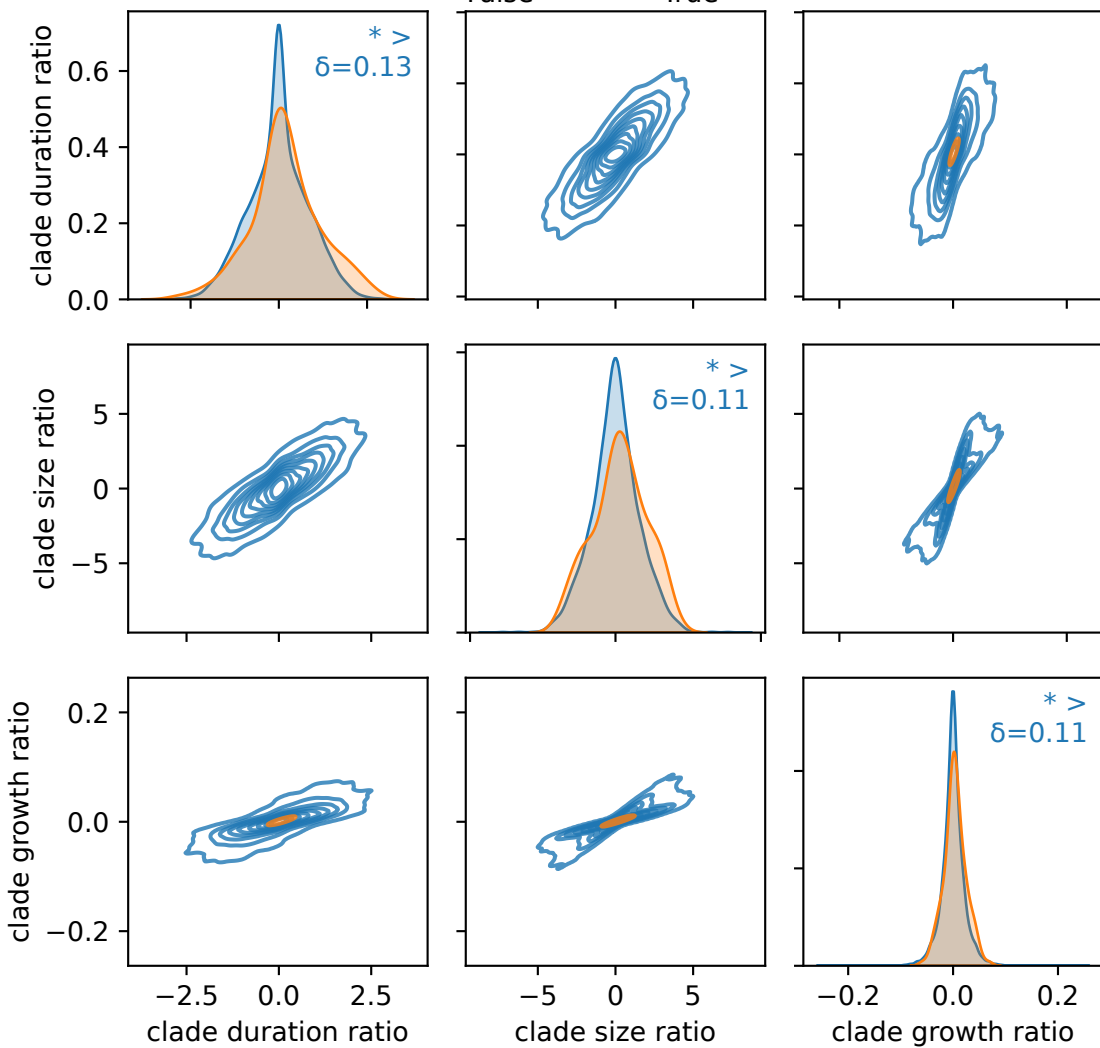 * >
δ=0.13
clade duration ratio
0.6
0.4
0.2
0.0
* >
δ=0.11
clade size ratio
5
0
−5
* >
δ=0.11
clade growth ratio
0.2
0.0
−0.2
−2.5 0.0 2.5 −5 0 5 −0.2 0.0 0.2
clade duration ratio clade size ratio clade growth ratio